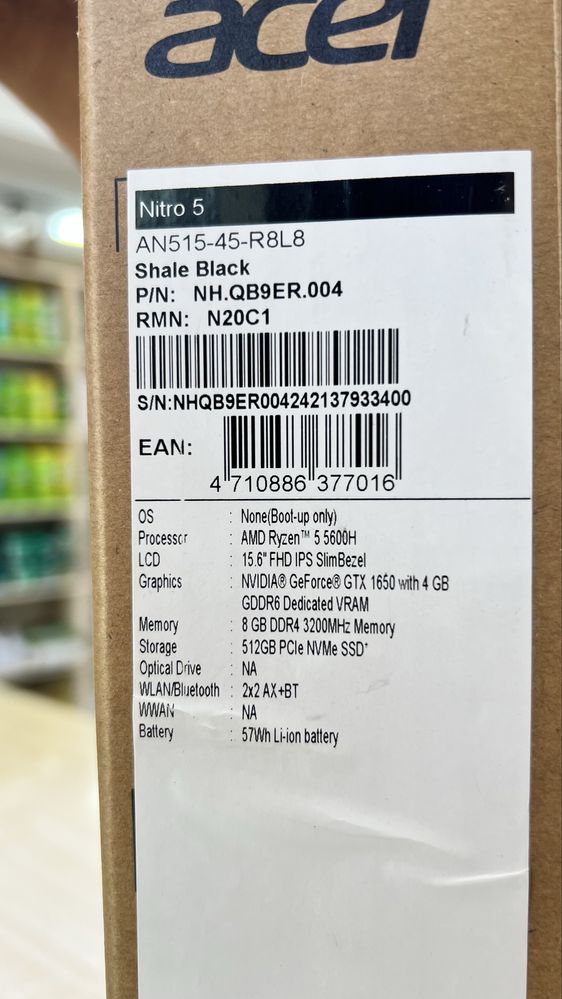 acer
Nitro 5
AN515-45-R8L8
Shale Black
P/N: NH.QB9ER.004
RMN: N20C1
S/N:NHQB9ER004242137933400
EAN:
4 710886 377016
OS : None(Boot-up only)
Processor : AMD Ryzen™ 5 5600H
LCD : 15.6" FHD IPS SlimBezel
Graphics : NVIDIA® GeForce® GTX 1650 with 4 GB
GDDR6 Dedicated VRAM
Memory : 8 GB DDR4 3200MHz Memory
Storage : 512GB PCIe NVMe SSD*
Optical Drive : NA
WLAN/Bluetooth : 2x2 AX+BT
WWAN : NA
Battery : 57Wh Li-ion battery